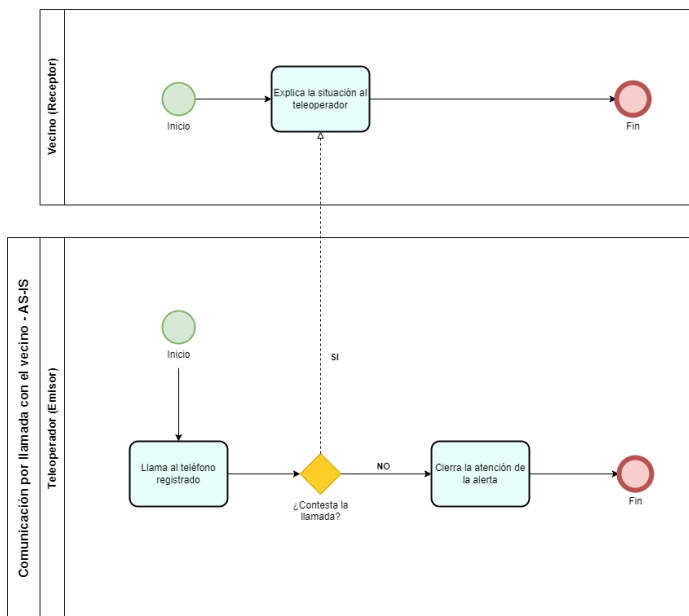 Vecino (Receptor)
Inicio
Explica la situación al
teleoperador
Fin
Comunicación por llamada con el vecino - AS-IS
Teleoperador (Emisor)
Inicio
SI
Llama al teléfono
registrado
¿Contesta la
llamada?
NO
Cierra la atención de
la alerta
Fin